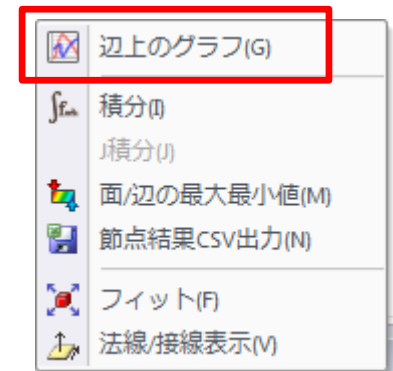 辺上のグラフ(G)
積分(I)
J積分(J)
面/辺の最大最小値(M)
節点結果CSV出力(N)
フィット(F)
法線/接線表示(V)